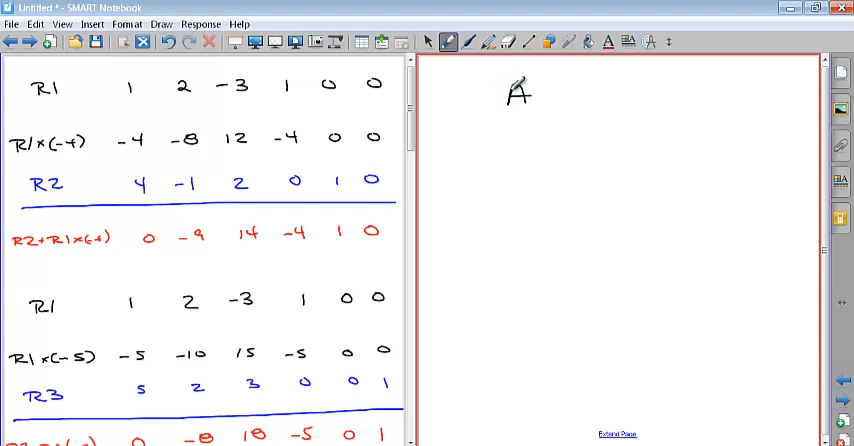 Untitled * - SMART Notebook
File Edit View Insert Format Draw Response Help
R1 1 2 -3 1 0 0
R1×(-4) -4 -8 12 -4 0 0
R2 4 -1 2 0 1 0
R2+R1×(-4) 0 -9 14 -4 1 0
R1 1 2 -3 1 0 0
R1×(-5) -5 -10 15 -5 0 0
R3 5 2 3 0 0 1
0 -8 18 -5 0 1
A
Extend Page